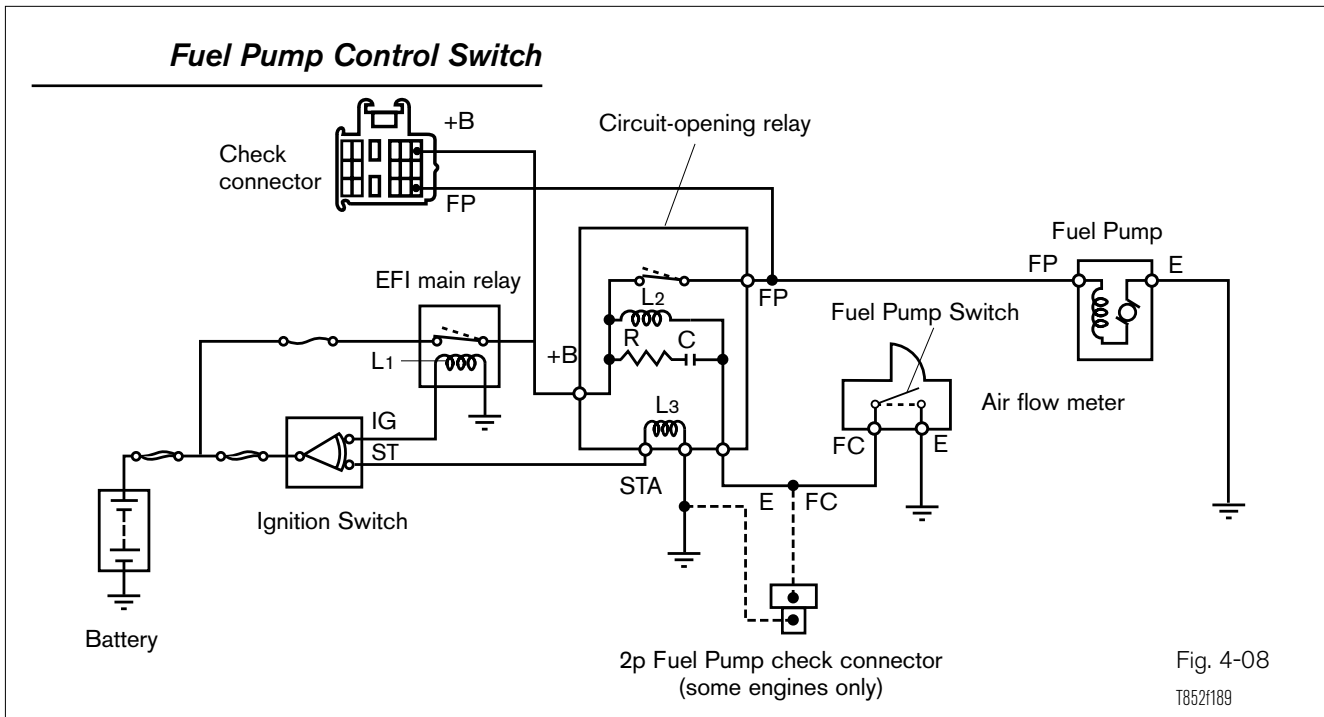 Fuel Pump Control Switch
+B
Circuit-opening relay
Check
connector
FP
Fuel Pump
FP
E
EFI main relay
FP
L2
Fuel Pump Switch
R
C
+B
L1
Air flow meter
L3
IG
FC
E
ST
STA
E
FC
Ignition Switch
Battery
2p Fuel Pump check connector
(some engines only)
Fig. 4-08
T852f189